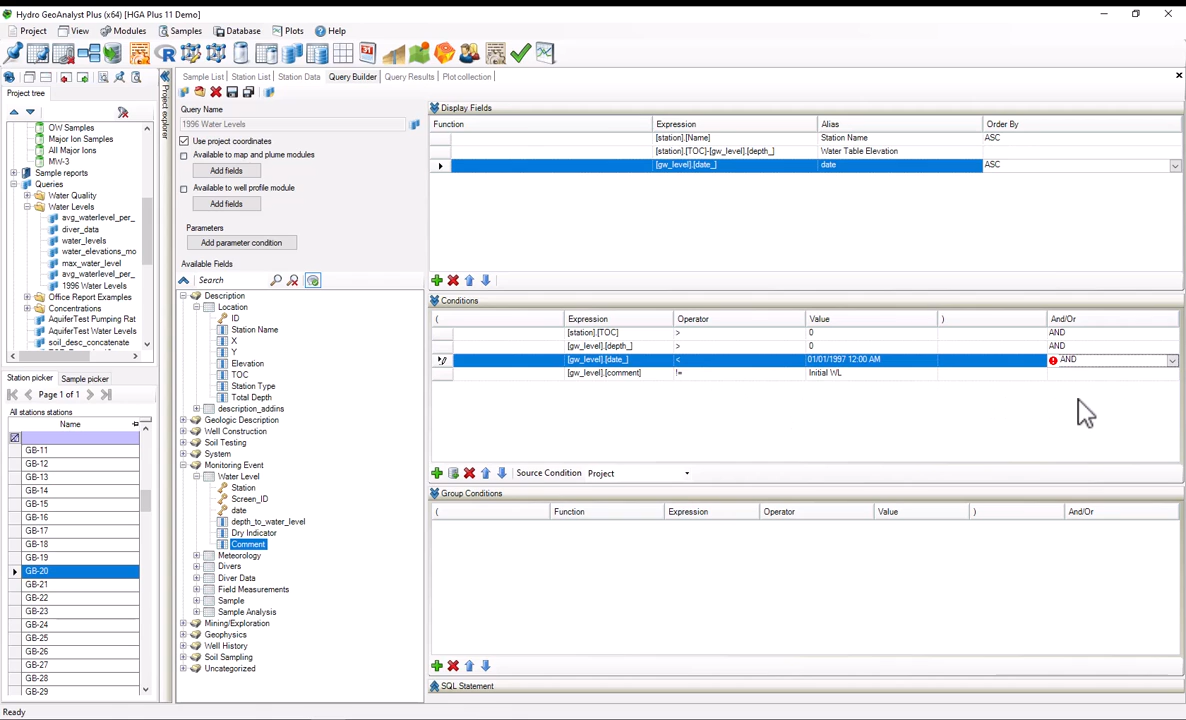 Hydro GeoAnalyst Plus (x64) [HGA Plus 11 Demo]
Project View Modules Samples Database Plots Help
Project tree
OW Samples
Major Ion Samples
All Major Ions
MW-3
Sample reports
Queries
Water Quality
Water Levels
avg_waterlevel_per_
diver_data
water_levels
water_elevations_mo
max_water_level
avg_waterlevel_per_
1996 Water Levels
Office Report Examples
Concentrations
AquiferTest Pumping Rat
AquiferTest Water Levels
soil_desc_concatenate
Project explorer
Station picker Sample picker
Page 1 of 1
All stations stations
Name
GB-11
GB-12
GB-13
GB-14
GB-15
GB-16
GB-17
GB-18
GB-19
GB-20
GB-21
GB-22
GB-23
GB-24
GB-25
GB-26
GB-27
GB-28
GB-29
Sample List Station List Station Data Query Builder Query Results Plot collection
Query Name
1996 Water Levels
Use project coordinates
Available to map and plume modules
Add fields
Available to well profile module
Add fields
Parameters
Add parameter condition
Available Fields
Search
Description
Location
ID
Station Name
X
Y
Elevation
TOC
Station Type
Total Depth
description_addins
Geologic Description
Well Construction
Soil Testing
System
Monitoring Event
Water Level
Station
Screen_ID
date
depth_to_water_level
Dry Indicator
Comment
Meteorology
Divers
Diver Data
Field Measurements
Sample
Sample Analysis
Mining/Exploration
Geophysics
Well History
Soil Sampling
Uncategorized
Display Fields
Function Expression Alias Order By
[station].[Name] Station Name ASC
[station].[TOC]-[gw_level].[depth_] Water Table Elevation
[gw_level].[date_] date ASC
Conditions
( Expression Operator Value ) And/Or
[station].[TOC] > 0 AND
[gw_level].[depth_] > 0 AND
[gw_level].[date_] < 01/01/1997 12:00 AM AND
[gw_level].[comment] != Initial WL
Source Condition Project
Group Conditions
( Function Expression Operator Value ) And/Or
SQL Statement
Ready